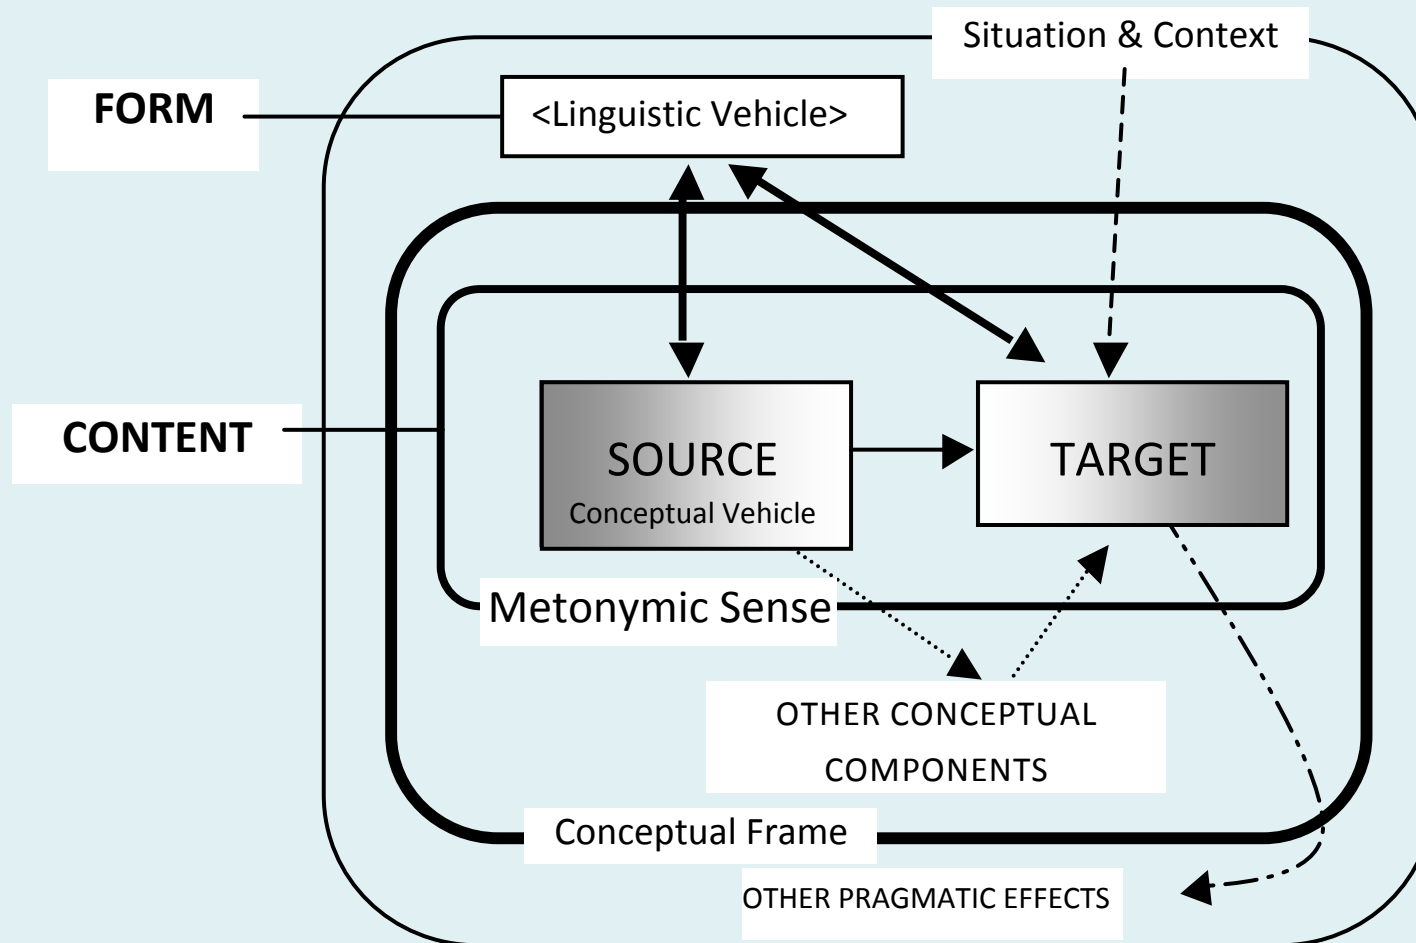 Situation & Context
FORM
<Linguistic Vehicle>
CONTENT
SOURCE
Conceptual Vehicle
TARGET
Metonymic Sense
OTHER CONCEPTUAL
COMPONENTS
Conceptual Frame
OTHER PRAGMATIC EFFECTS